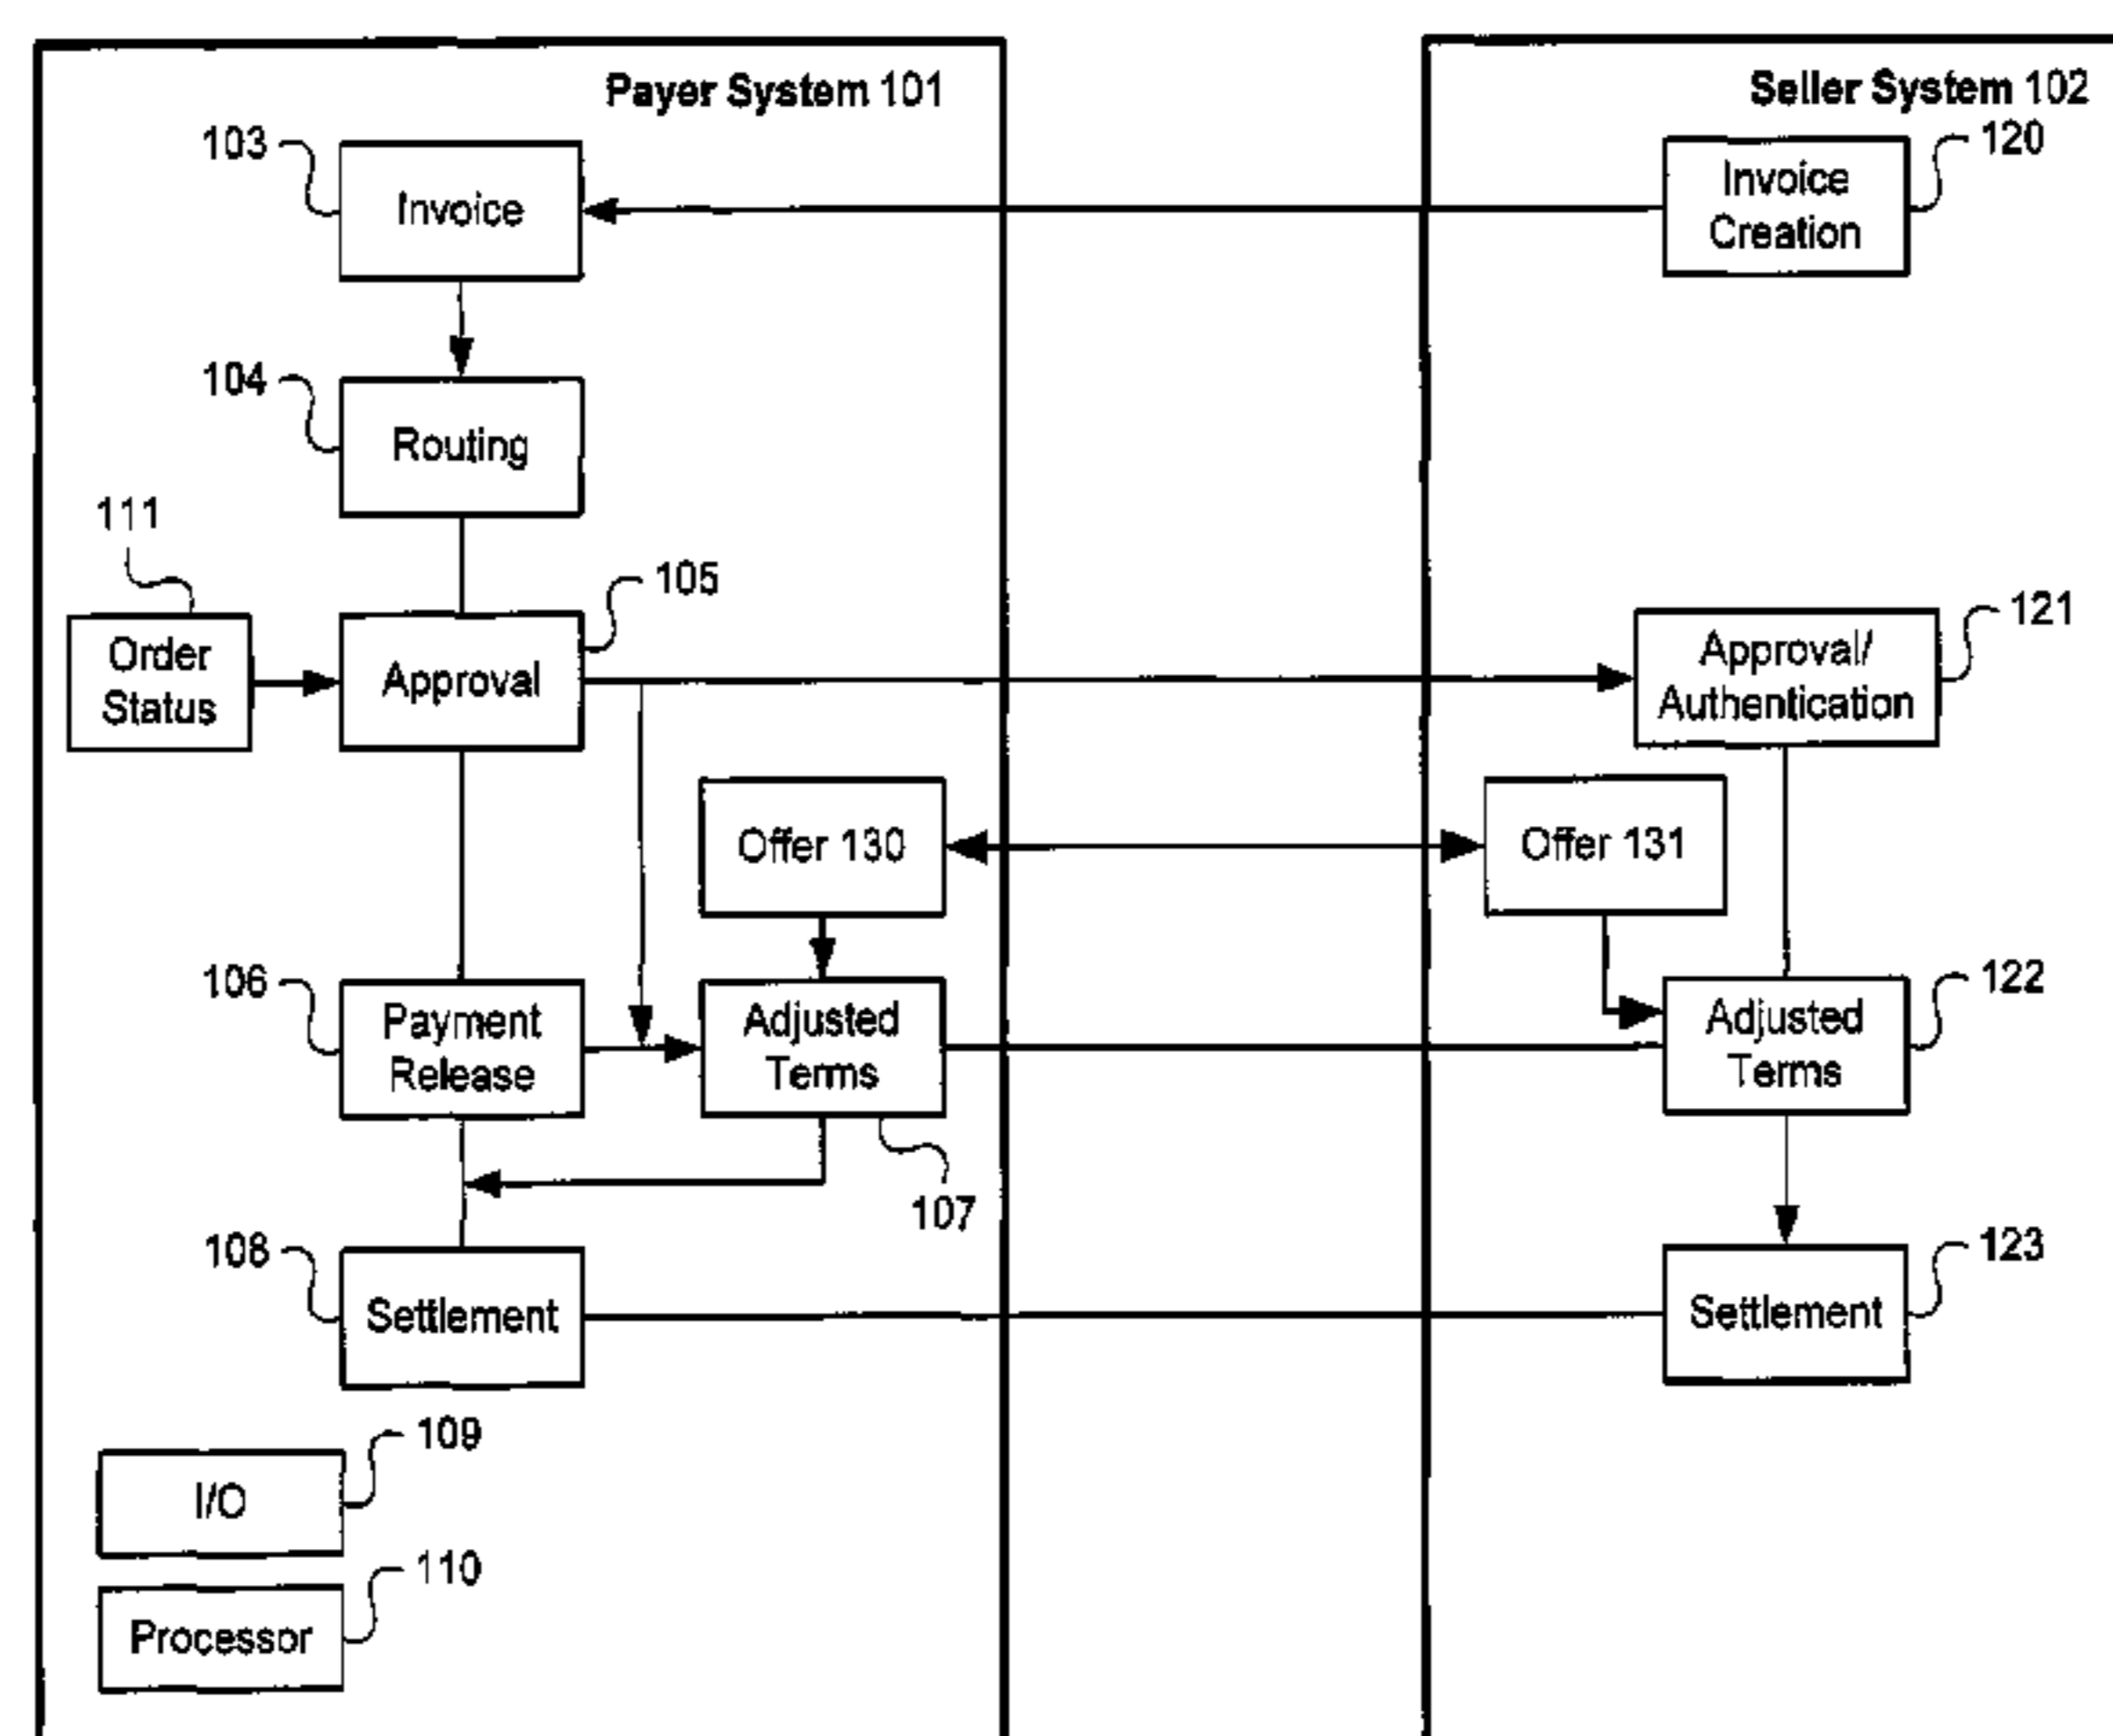 Payer System 101
Seller System 102
103
Invoice
Invoice
Creation
120
104
Routing
111
Order
Status
105
Approval
Approval/
Authentication
121
Offer 130
Offer 131
106
Payment
Release
Adjusted
Terms
107
Adjusted
Terms
122
108
Settlement
Settlement
123
I/O
109
Processor
110